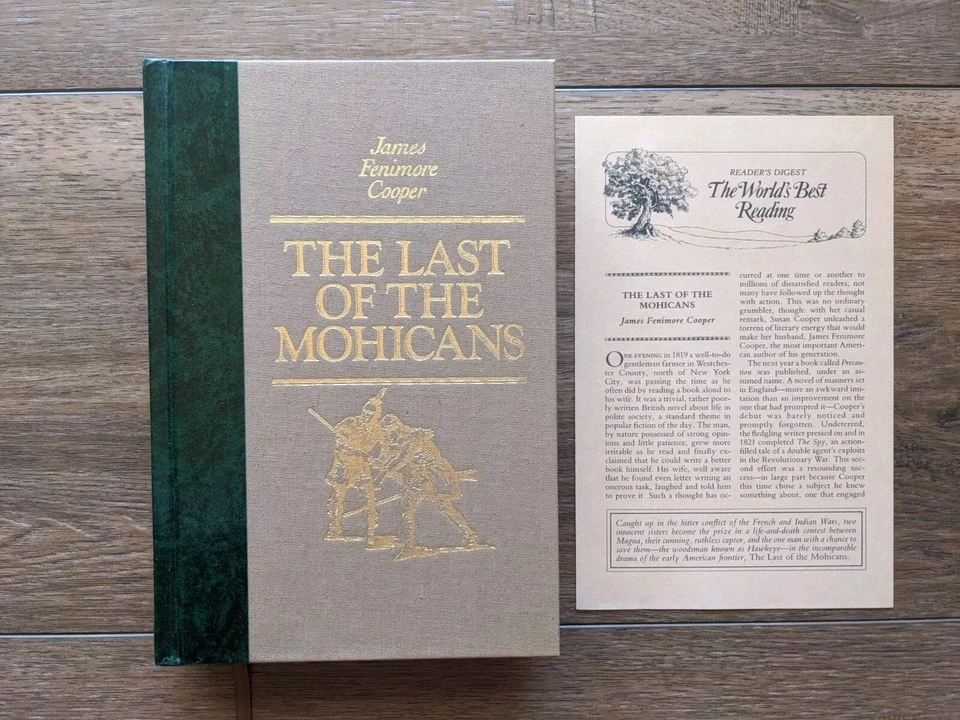 James
Fenimore
Cooper
THE LAST
OF THE
MOHICANS
READER'S DIGEST
The World's Best
Reading
THE LAST OF THE
MOHICANS
James Fenimore Cooper
ONE EVENING in 1819 a well-to-do
gentleman farmer in Westches-
ter County, north of New York
City, was passing the time as he
often did by reading a book aloud to
his wife. It was a trivial, rather poor-
ly written British novel about life in
polite society, a standard theme in
popular fiction of the day. The man,
by nature possessed of strong opin-
ions and little patience, grew more
irritable as he read and finally ex-
claimed that he could write a better
book himself. His wife, well aware
that he found even letter writing an
onerous task, laughed and told him
to prove it. Such a thought has oc-
curred at one time or another to
millions of dissatisfied readers; not
many have followed up the thought
with action. This was no ordinary
grumbler, though: with her casual
remark, Susan Cooper unleashed a
torrent of literary energy that would
make her husband, James Fenimore
Cooper, the most important Ameri-
can author of his generation.
The next year a book called Precau-
tion was published, under an as-
sumed name. A novel of manners set
in England—more an awkward imi-
tation than an improvement on the
one that had prompted it—Cooper's
debut was barely noticed and
promptly forgotten. Undeterred,
the fledgling writer pressed on and in
1821 completed The Spy, an action-
filled tale of a double agent's exploits
in the Revolutionary War. This sec-
ond effort was a resounding suc-
cess—in large part because Cooper
this time chose a subject he knew
something about, one that engaged
Caught up in the bitter conflict of the French and Indian Wars, two
innocent sisters become the prize in a life-and-death contest between
Magua, their cunning, ruthless captor, and the one man with a chance to
save them—the woodsman known as Hawkeye—in the incomparable
drama of the early American frontier, The Last of the Mohicans.